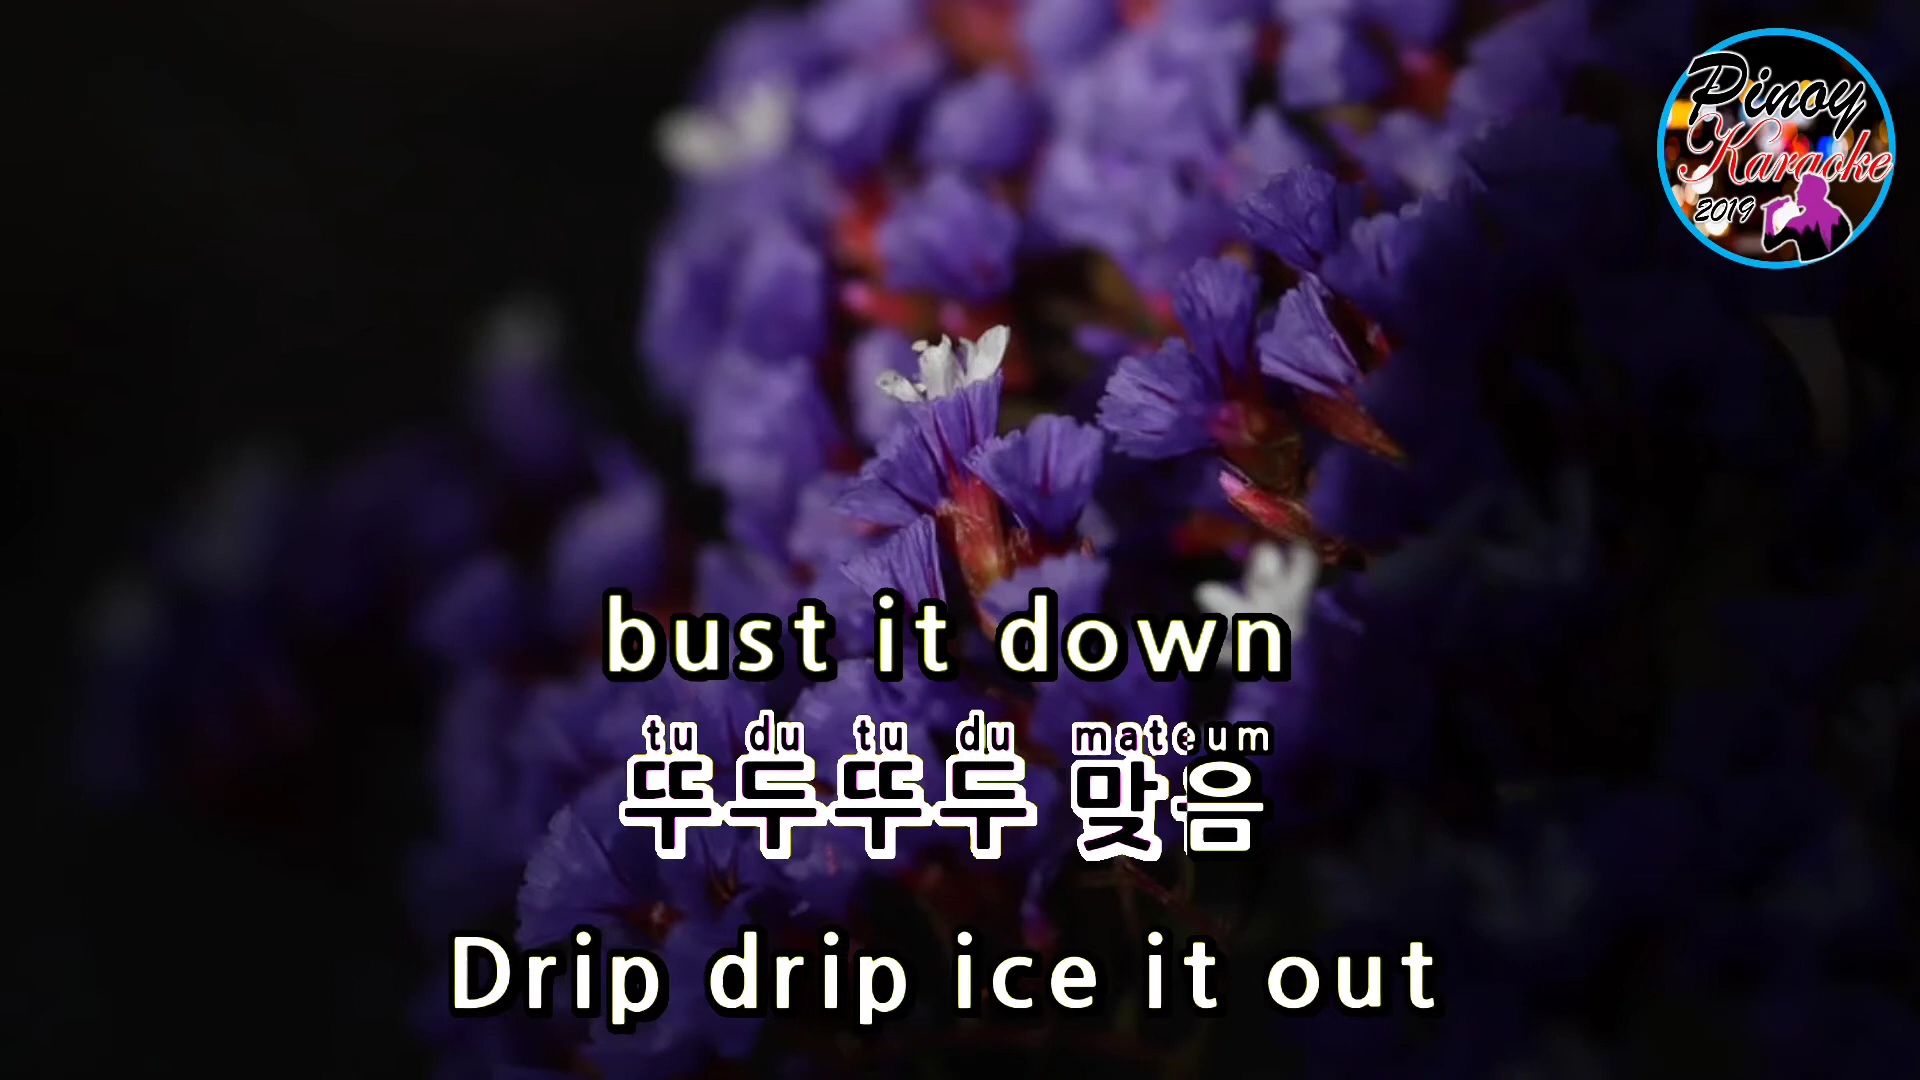 Pinoy
Karaoke
2019
bust it down
tu du tu du mateum
뚜두뚜두 맞음
Drip drip ice it out